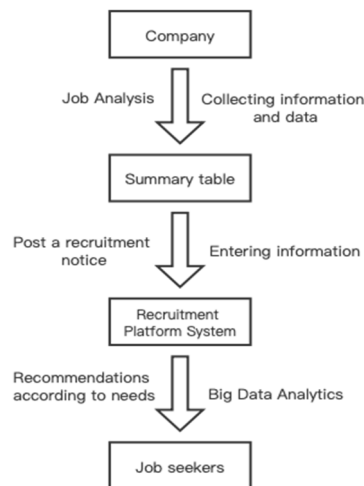 Company
Job Analysis
Collecting information
and data
Summary table
Post a recruitment
notice
Entering information
Recruitment
Platform System
Recommendations
according to needs
Big Data Analytics
Job seekers